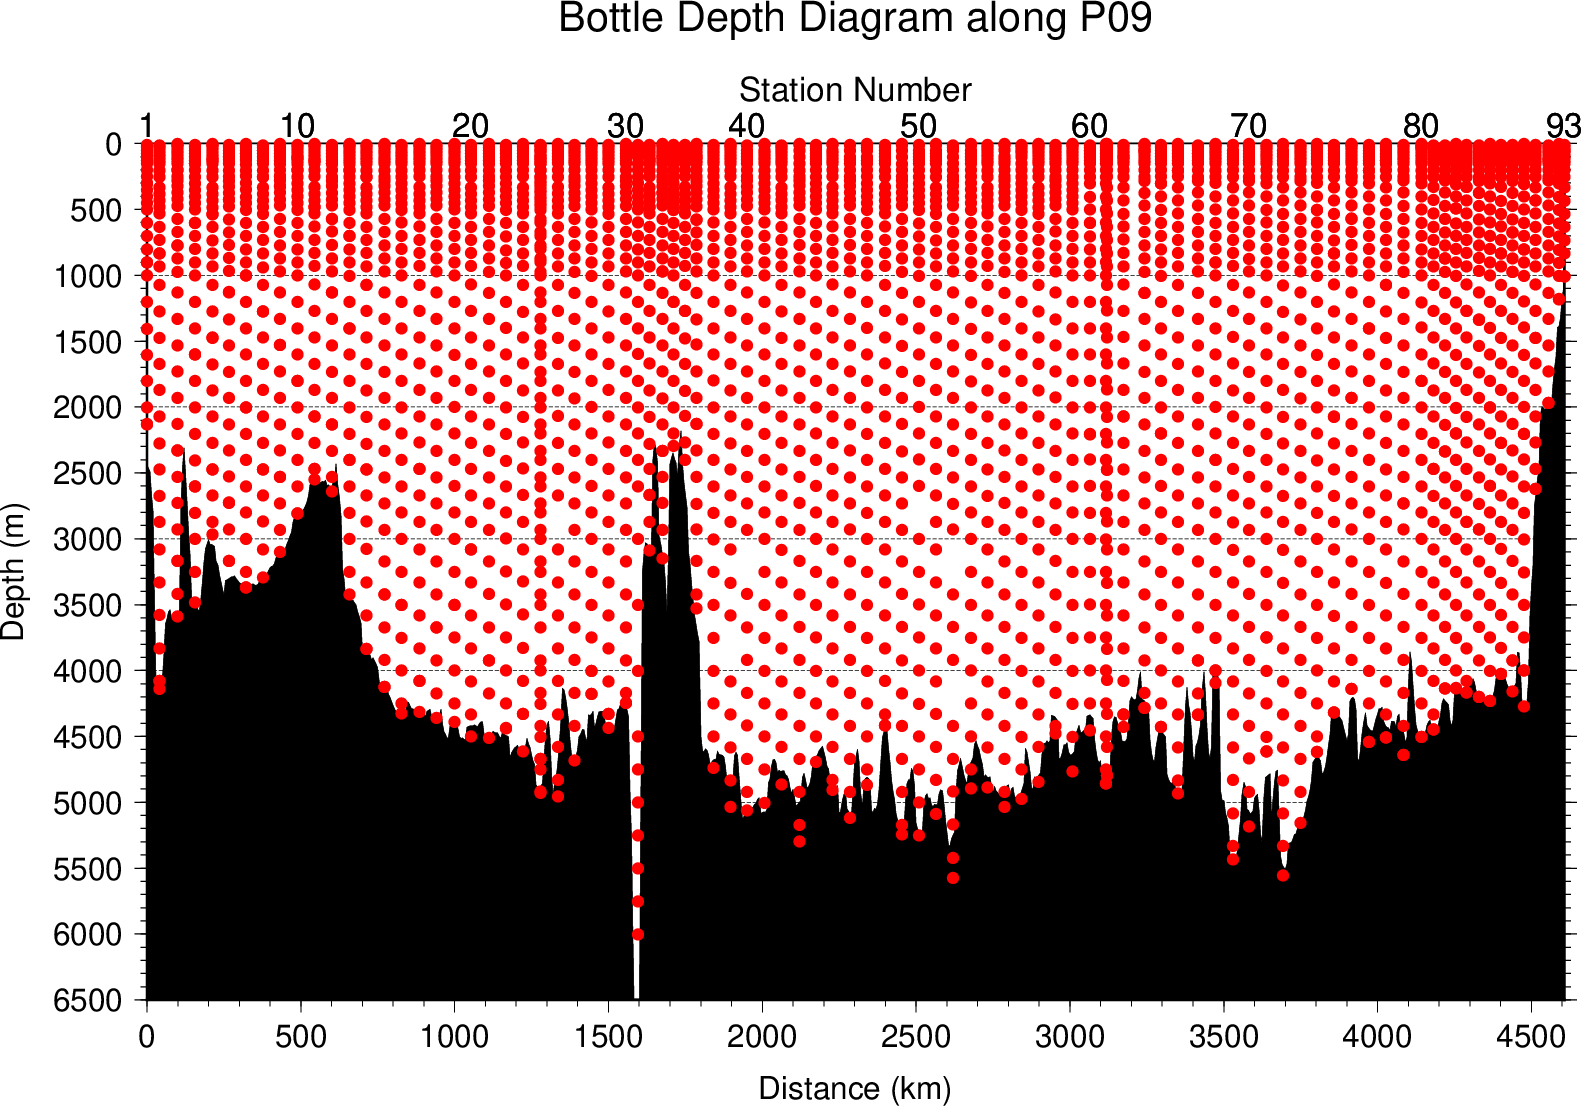 Bottle Depth Diagram along P09
Station Number
1 10 20 30 40 50 60 70 80 93
0
500
1000
1500
2000
2500
3000
3500
4000
4500
5000
5500
6000
6500
Depth (m)
0 500 1000 1500 2000 2500 3000 3500 4000 4500
Distance (km)